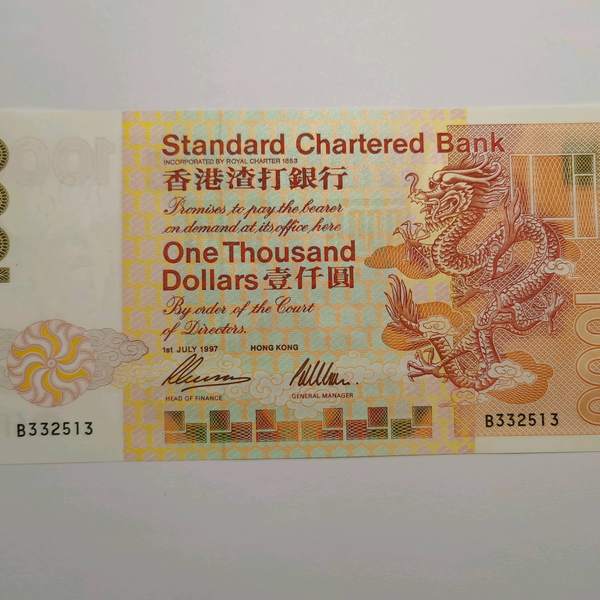 Standard Chartered Bank
INCORPORATED BY ROYAL CHARTER 1853
香港渣打銀行
Promises to pay the bearer
on demand at its office here
One Thousand
Dollars 壹仟圓
By order of the Court
of Directors.
1st JULY 1997 HONG KONG
HEAD OF FINANCE GENERAL MANAGER
B332513 B332513